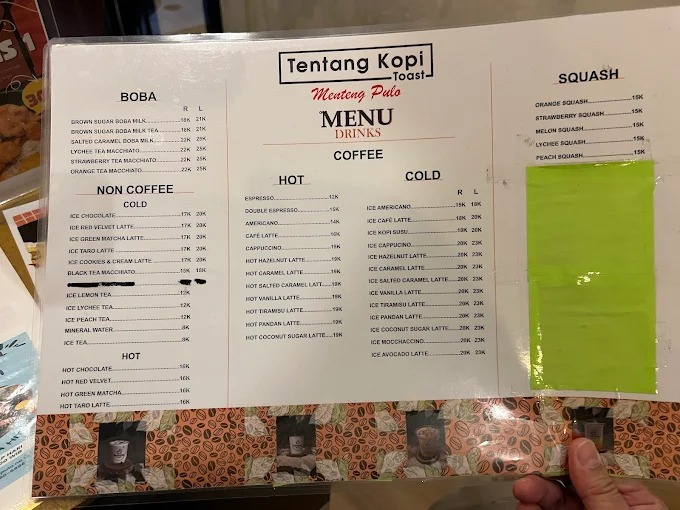 Tentang Kopi
Toast
Menteng Pulo
MENU
DRINKS
BOBA
R L
BROWN SUGAR BOBA MILK 18K 21K
BROWN SUGAR BOBA MILK TEA 18K 21K
SALTED CARAMEL BOBA MILK 22K 25K
LYCHEE TEA MACCHIATO 22K 25K
STRAWBERRY TEA MACCHIATO 22K 25K
ORANGE TEA MACCHIATO 22K 25K
NON COFFEE
COLD
ICE CHOCOLATE 17K 20K
ICE RED VELVET LATTE 17K 20K
ICE GREEN MATCHA LATTE 17K 20K
ICE TARO LATTE 17K 20K
ICE COOKIES & CREAM LATTE 17K 20K
BLACK TEA MACCHIATO 15K 18K
ICE LEMON TEA 12K
ICE LYCHEE TEA 12K
ICE PEACH TEA 12K
MINERAL WATER 8K
ICE TEA 8K
HOT
HOT CHOCOLATE 16K
HOT RED VELVET 16K
HOT GREEN MATCHA 16K
HOT TARO LATTE 16K
COFFEE
HOT
ESPRESSO 12K
DOUBLE ESPRESSO 15K
AMERICANO 14K
CAFÉ LATTE 16K
CAPPUCCINO 19K
HOT HAZELNUT LATTE 19K
HOT CARAMEL LATTE 19K
HOT SALTED CARAMEL LATT 19K
HOT VANILLA LATTE 19K
HOT TIRAMISU LATTE 19K
HOT PANDAN LATTE 19K
HOT COCONUT SUGAR LATTE 19K
COLD
R L
ICE AMERICANO 15K 18K
ICE CAFÉ LATTE 18K 20K
ICE KOPI SUSU 18K 20K
ICE CAPPUCINO 20K 23K
ICE HAZELNUT LATTE 20K 23K
ICE CARAMEL LATTE 20K 23K
ICE SALTED CARAMEL LATTE 20K 23K
ICE VANILLA LATTE 20K 23K
ICE TIRAMISU LATTE 20K 23K
ICE PANDAN LATTE 20K 23K
ICE COCONUT SUGAR LATTE 20K 23K
ICE MOCCHACCINO 20K 23K
ICE AVOCADO LATTE 20K 23K
SQUASH
ORANGE SQUASH 15K
STRAWBERRY SQUASH 15K
MELON SQUASH 15K
LYCHEE SQUASH 15K
PEACH SQUASH 15K